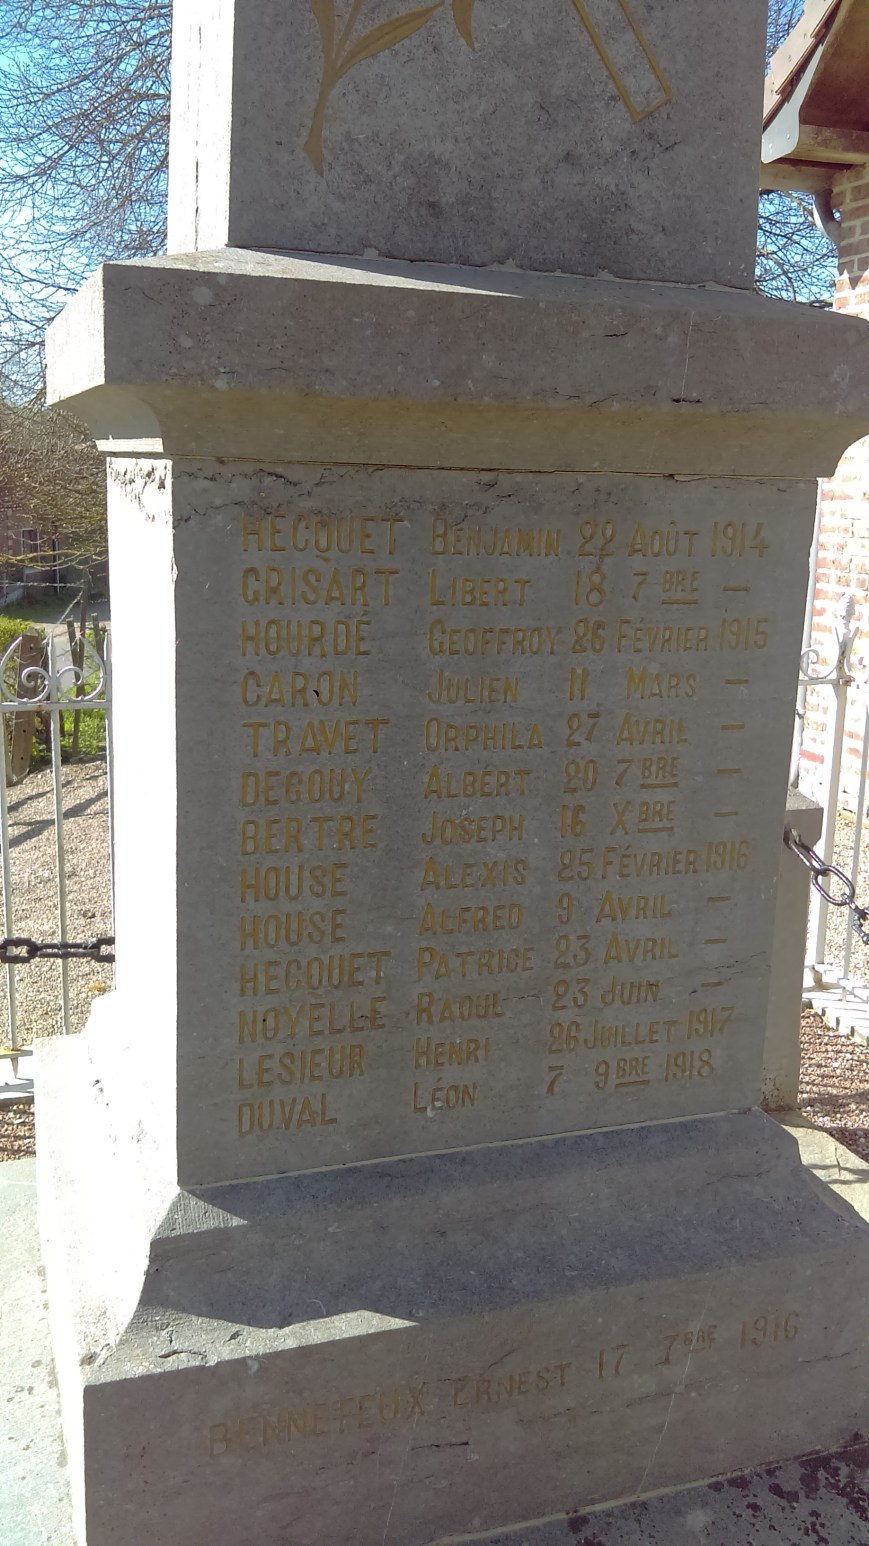 HECQUET BENJAMIN 22 AOÛT 1914
GRISART LIBERT 18 7BRE —
HOURDÉ GEOFFROY 26 FÉVRIER 1915
CARON JULIEN 11 MARS —
TRAVET ORPHILA 27 AVRIL —
DEGOUY ALBERT 20 7BRE —
BERTRE JOSEPH 16 XBRE —
HOUSE ALEXIS 25 FÉVRIER 1916
HOUSE ALFRED 9 AVRIL —
HECQUET PATRICE 23 AVRIL —
NOYELLE RAOUL 23 JUIN —
LESIEUR HENRI 26 JUILLET 1917
DUVAL LÉON 7 9BRE 1918
ERNEST 17 7BRE 1916